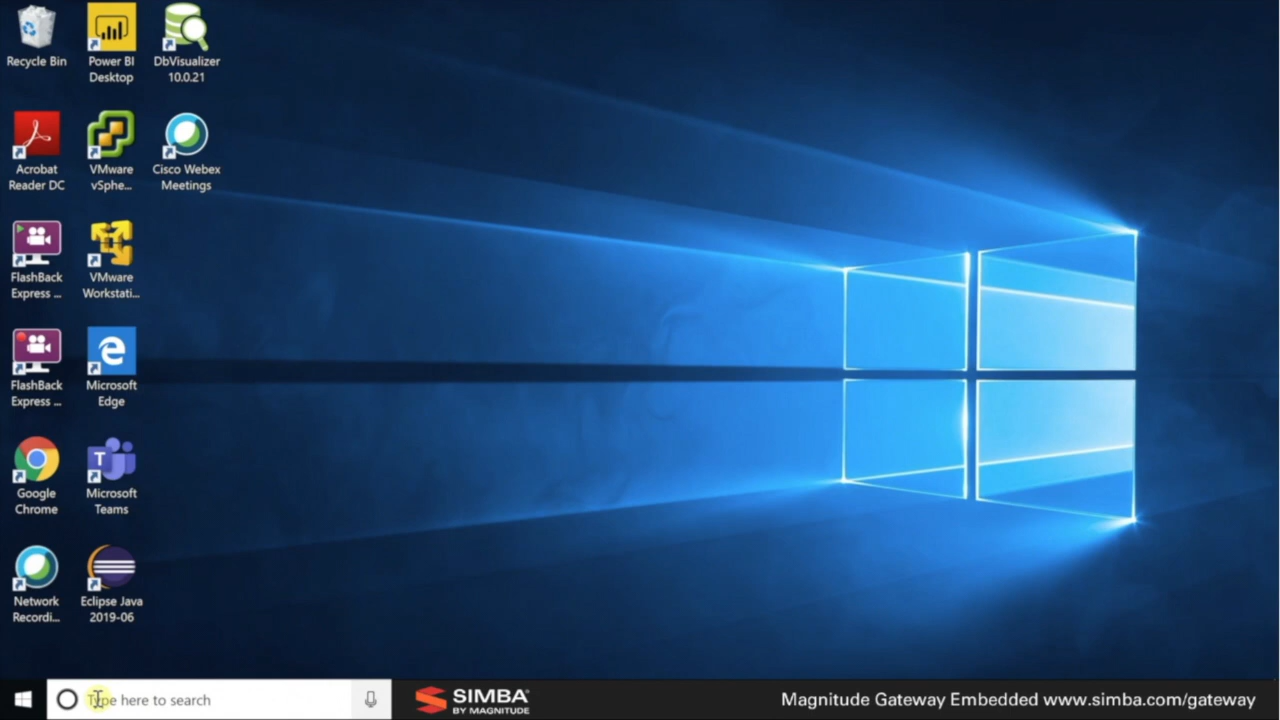 Recycle Bin
Power BI
Desktop
DbVisualizer
10.0.21
Acrobat
Reader DC
VMware
vSphe...
Cisco Webex
Meetings
FlashBack
Express ...
VMware
Workstati...
FlashBack
Express ...
Microsoft
Edge
Google
Chrome
T
Microsoft
Teams
Network
Recordi...
Eclipse Java
2019-06
Type here to search
SIMBA
BY MAGNITUDE
Magnitude Gateway Embedded www.simba.com/gateway